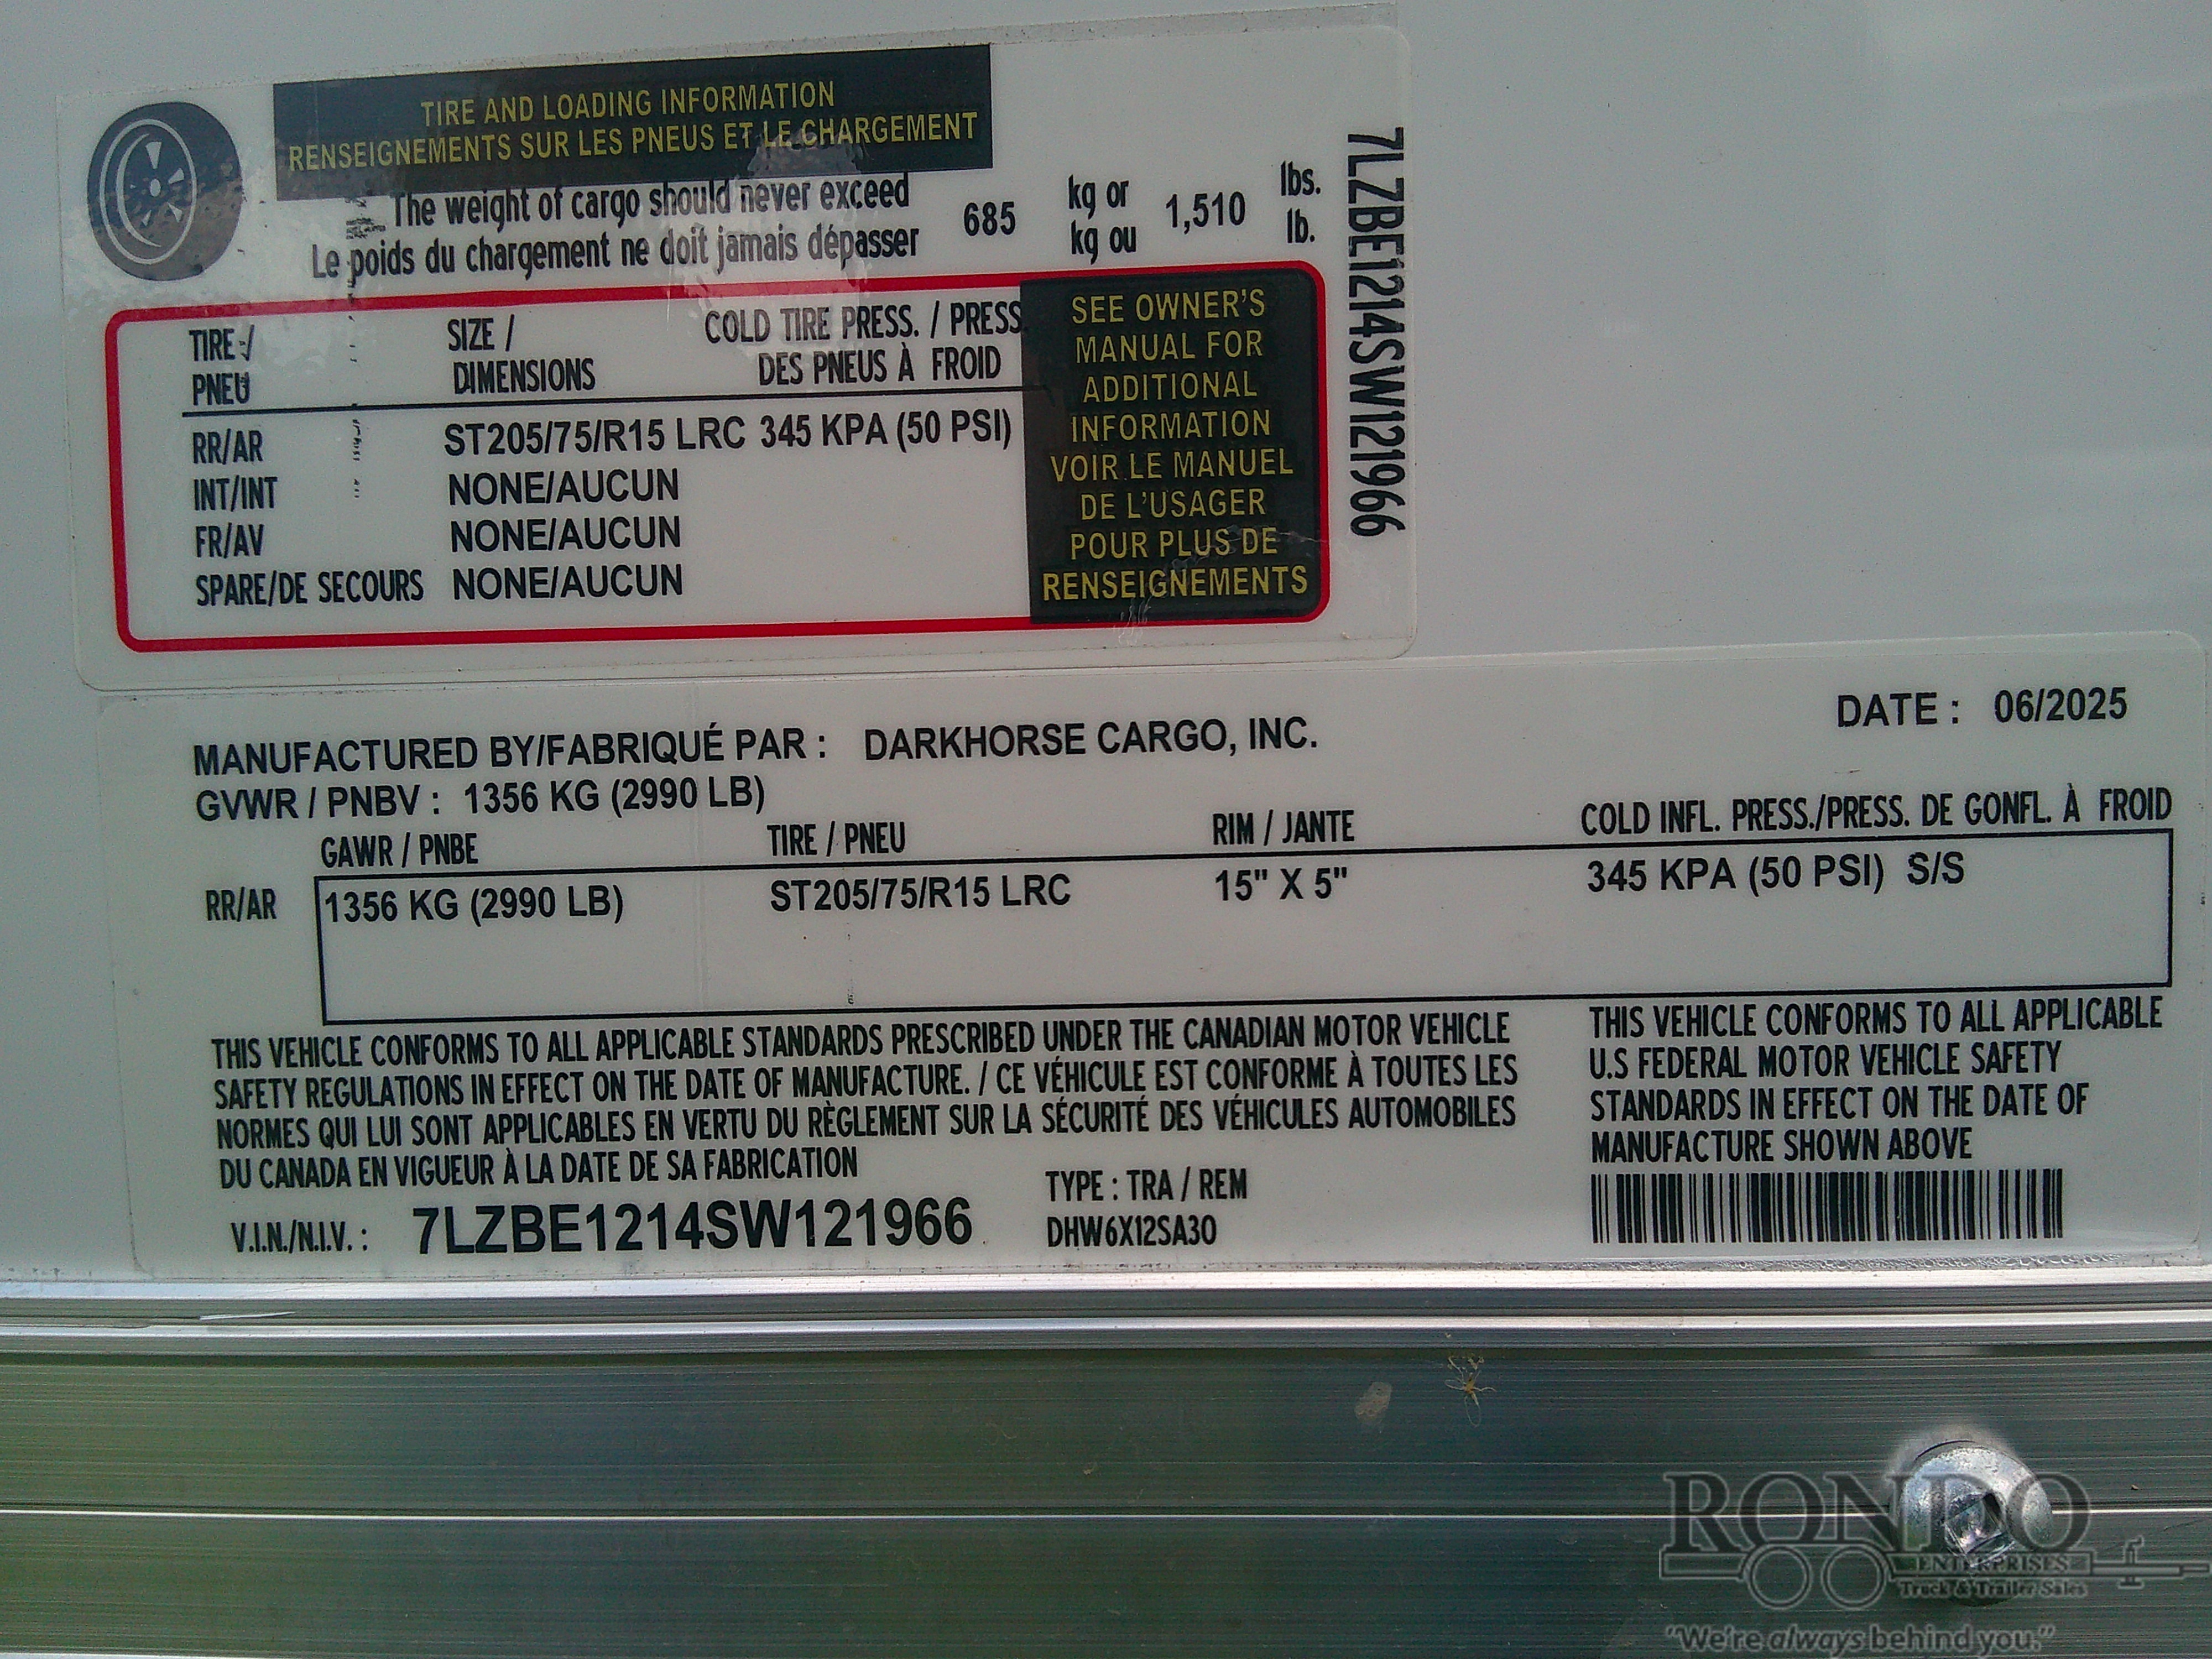 TIRE AND LOADING INFORMATION
RENSEIGNEMENTS SUR LES PNEUS ET LE CHARGEMENT
The weight of cargo should never exceed 685 kg or 1,510 lbs.
Le poids du chargement ne doit jamais dépasser kg ou lb.
TIRE / SIZE / COLD TIRE PRESS. / PRESS.
PNEU DIMENSIONS DES PNEUS À FROID
RR/AR ST205/75/R15 LRC 345 KPA (50 PSI)
INT/INT NONE/AUCUN
FR/AV NONE/AUCUN
SPARE/DE SECOURS NONE/AUCUN
SEE OWNER'S
MANUAL FOR
ADDITIONAL
INFORMATION
VOIR LE MANUEL
DE L'USAGER
POUR PLUS DE
RENSEIGNEMENTS
7LZBE1214SW121966
DATE : 06/2025
MANUFACTURED BY/FABRIQUÉ PAR : DARKHORSE CARGO, INC.
GVWR / PNBV : 1356 KG (2990 LB)
GAWR / PNBE TIRE / PNEU RIM / JANTE COLD INFL. PRESS./PRESS. DE GONFL. À FROID
RR/AR 1356 KG (2990 LB) ST205/75/R15 LRC 15" X 5" 345 KPA (50 PSI) S/S
THIS VEHICLE CONFORMS TO ALL APPLICABLE STANDARDS PRESCRIBED UNDER THE CANADIAN MOTOR VEHICLE
SAFETY REGULATIONS IN EFFECT ON THE DATE OF MANUFACTURE. / CE VÉHICULE EST CONFORME À TOUTES LES
NORMES QUI LUI SONT APPLICABLES EN VERTU DU RÈGLEMENT SUR LA SÉCURITÉ DES VÉHICULES AUTOMOBILES
DU CANADA EN VIGUEUR À LA DATE DE SA FABRICATION
THIS VEHICLE CONFORMS TO ALL APPLICABLE
U.S FEDERAL MOTOR VEHICLE SAFETY
STANDARDS IN EFFECT ON THE DATE OF
MANUFACTURE SHOWN ABOVE
V.I.N./N.I.V. : 7LZBE1214SW121966
TYPE : TRA / REM
DHW6X12SA30
RONDO
ENTERPRISES
Truck & Trailer Sales
"We're always behind you."